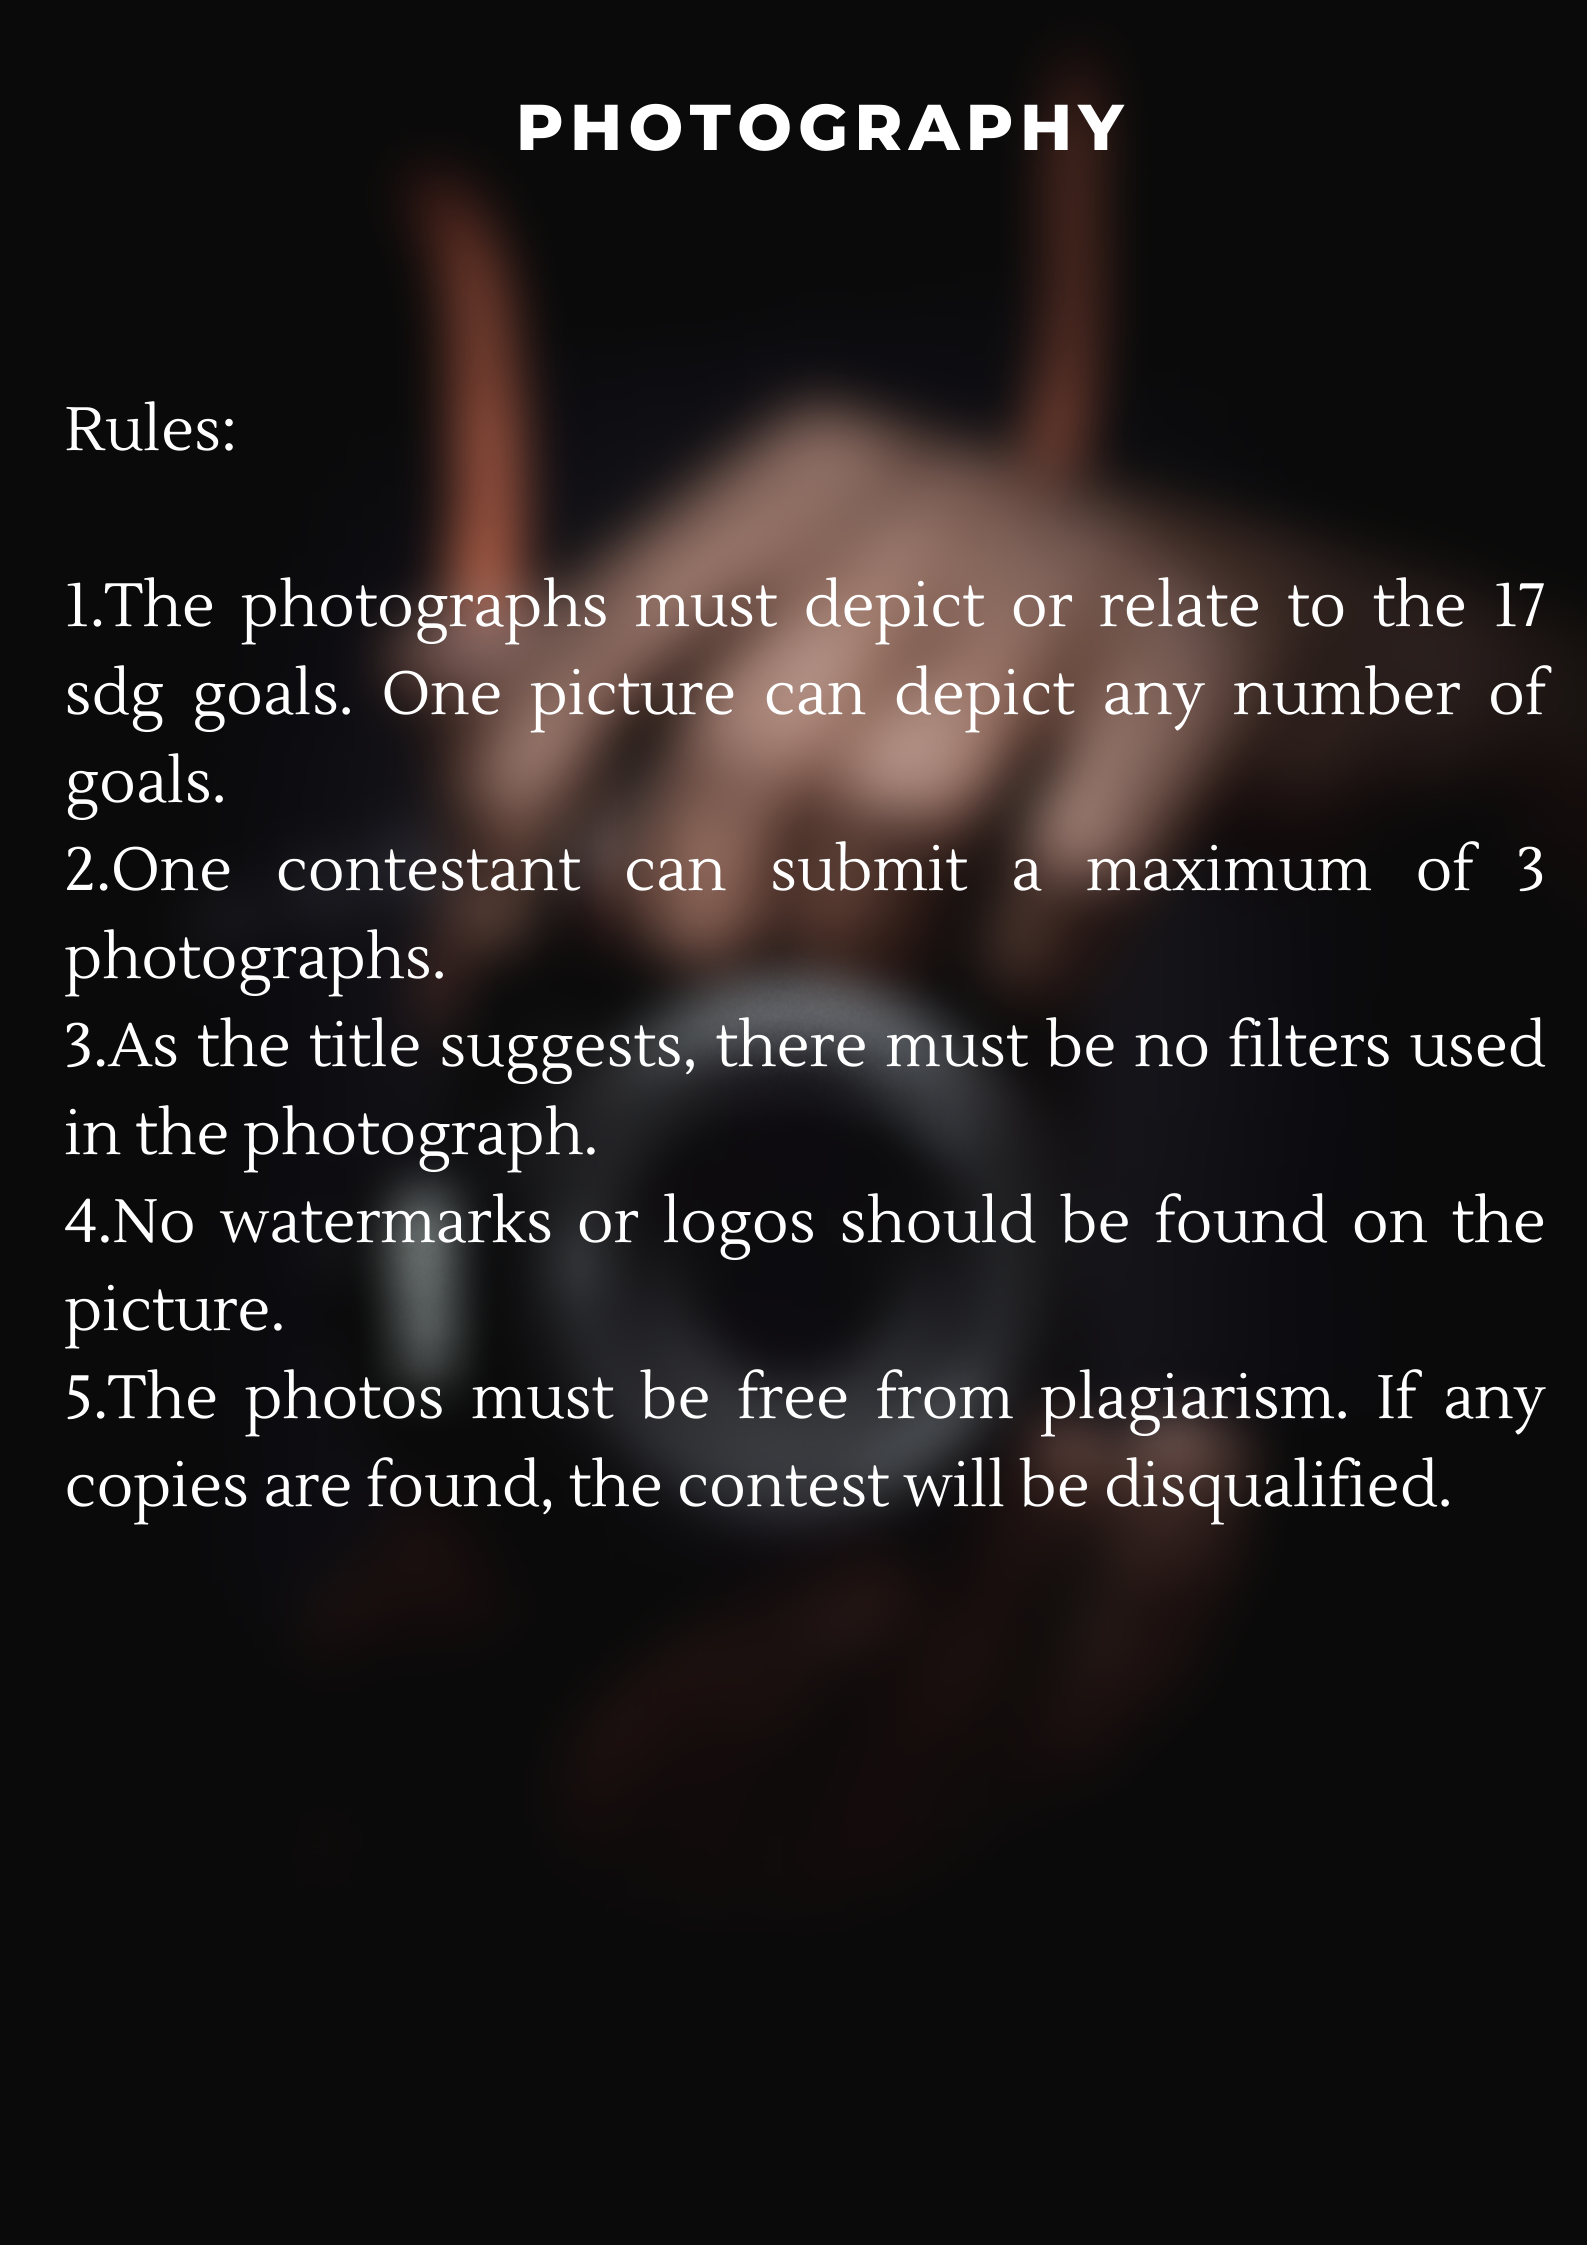 PHOTOGRAPHY
Rules:
1.The photographs must depict or relate to the 17
sdg goals. One picture can depict any number of
goals.
2.One contestant can submit a maximum of 3
photographs.
3.As the title suggests, there must be no filters used
in the photograph.
4.No watermarks or logos should be found on the
picture.
5.The photos must be free from plagiarism. If any
copies are found, the contest will be disqualified.